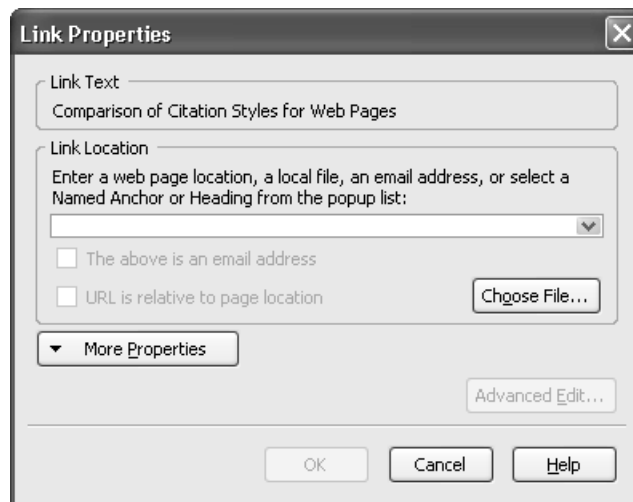 Link Properties
Link Text
Comparison of Citation Styles for Web Pages
Link Location
Enter a web page location, a local file, an email address, or select a
Named Anchor or Heading from the popup list:
The above is an email address
URL is relative to page location
Choose File...
More Properties
Advanced Edit...
OK
Cancel
Help